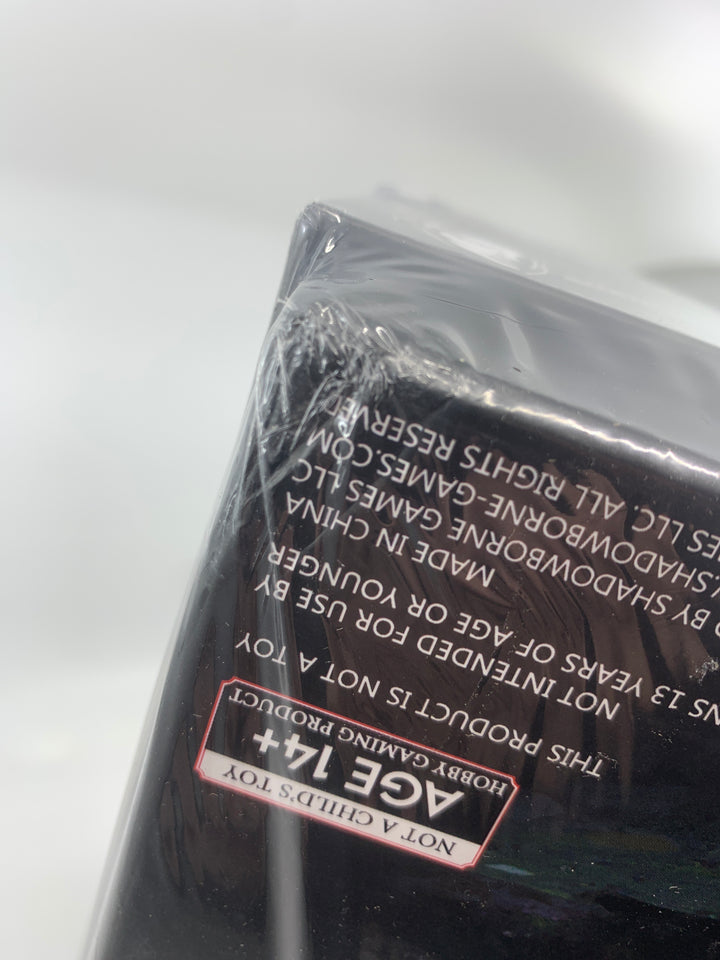 NOT A CHILD'S TOY
AGE 14+
HOBBY GAMING PRODUCT
THIS PRODUCT IS NOT A TOY
NOT INTENDED FOR USE BY
13 YEARS OF AGE OR YOUNGER
MADE IN CHINA
BY SHADOWBORNE GAMES LLC
SHADOWBORNE-GAMES.COM
LLC. ALL RIGHTS RESERVED